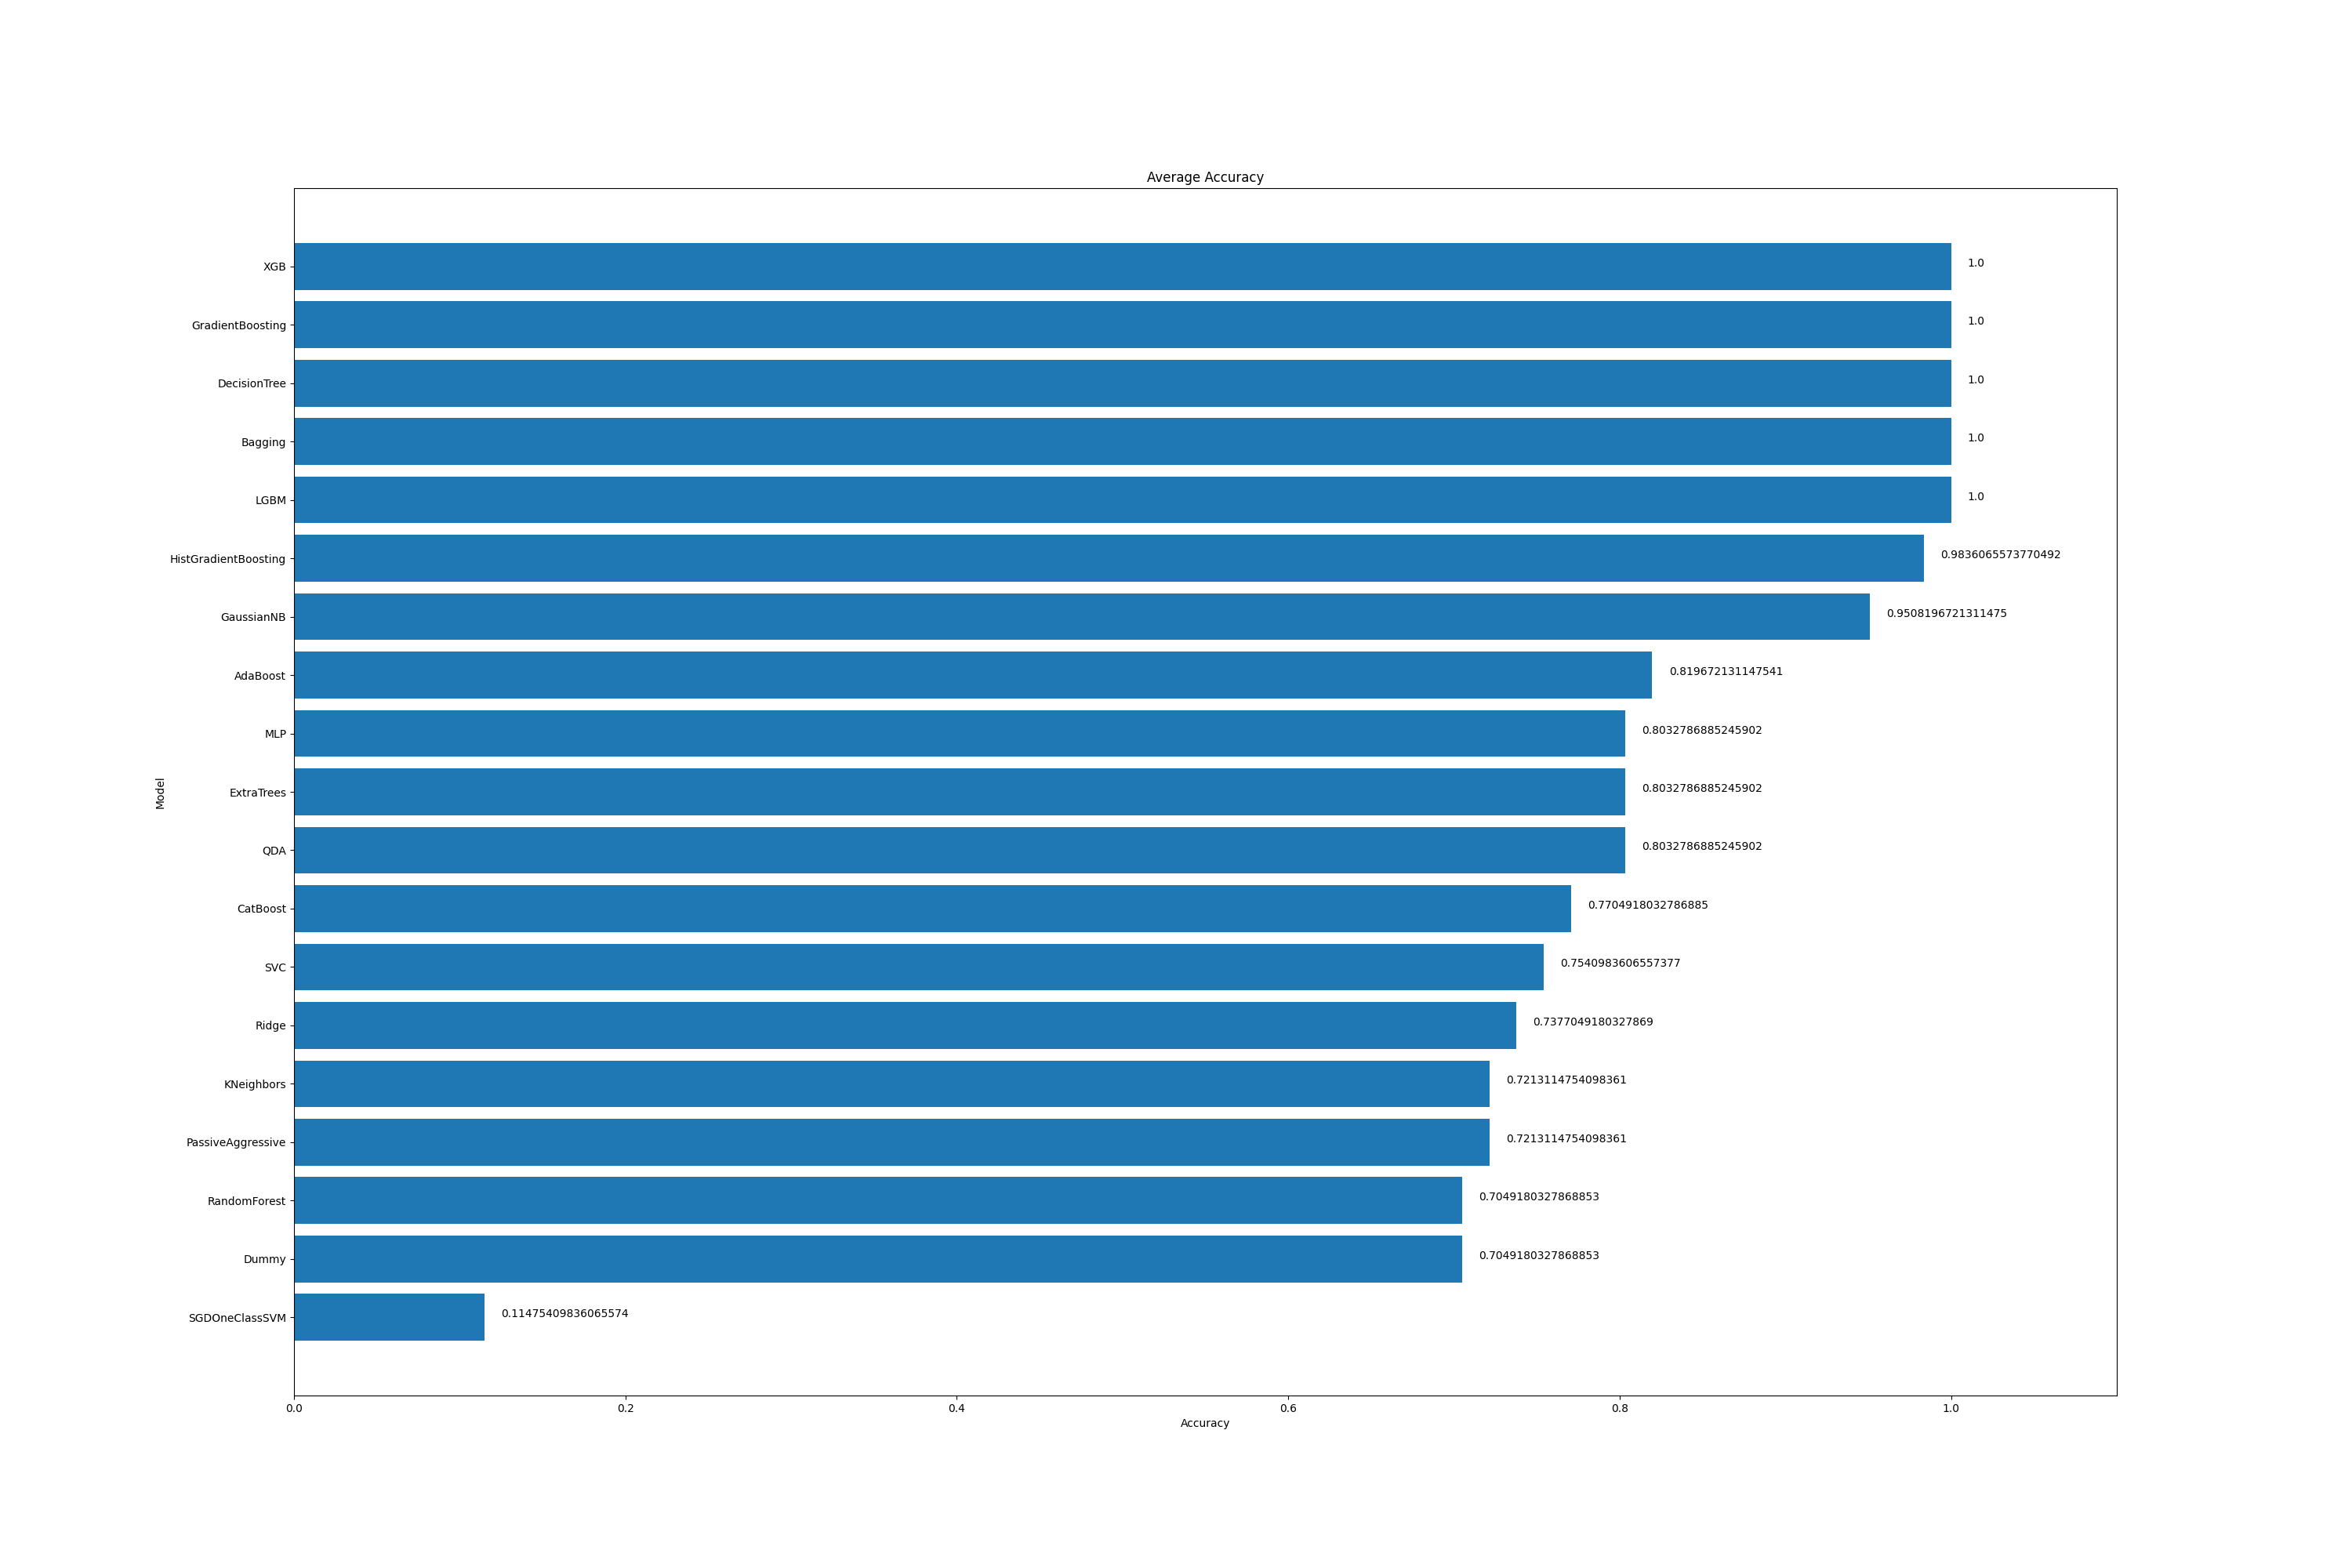 Average Accuracy
XGB 1.0
GradientBoosting 1.0
DecisionTree 1.0
Bagging 1.0
LGBM 1.0
HistGradientBoosting 0.9836065573770492
GaussianNB 0.9508196721311475
AdaBoost 0.819672131147541
MLP 0.8032786885245902
ExtraTrees 0.8032786885245902
QDA 0.8032786885245902
Model
CatBoost 0.7704918032786885
SVC 0.7540983606557377
Ridge 0.7377049180327869
KNeighbors 0.7213114754098361
PassiveAggressive 0.7213114754098361
RandomForest 0.7049180327868853
Dummy 0.7049180327868853
SGDOneClassSVM 0.11475409836065574
0.0 0.2 0.4 0.6 0.8 1.0
Accuracy